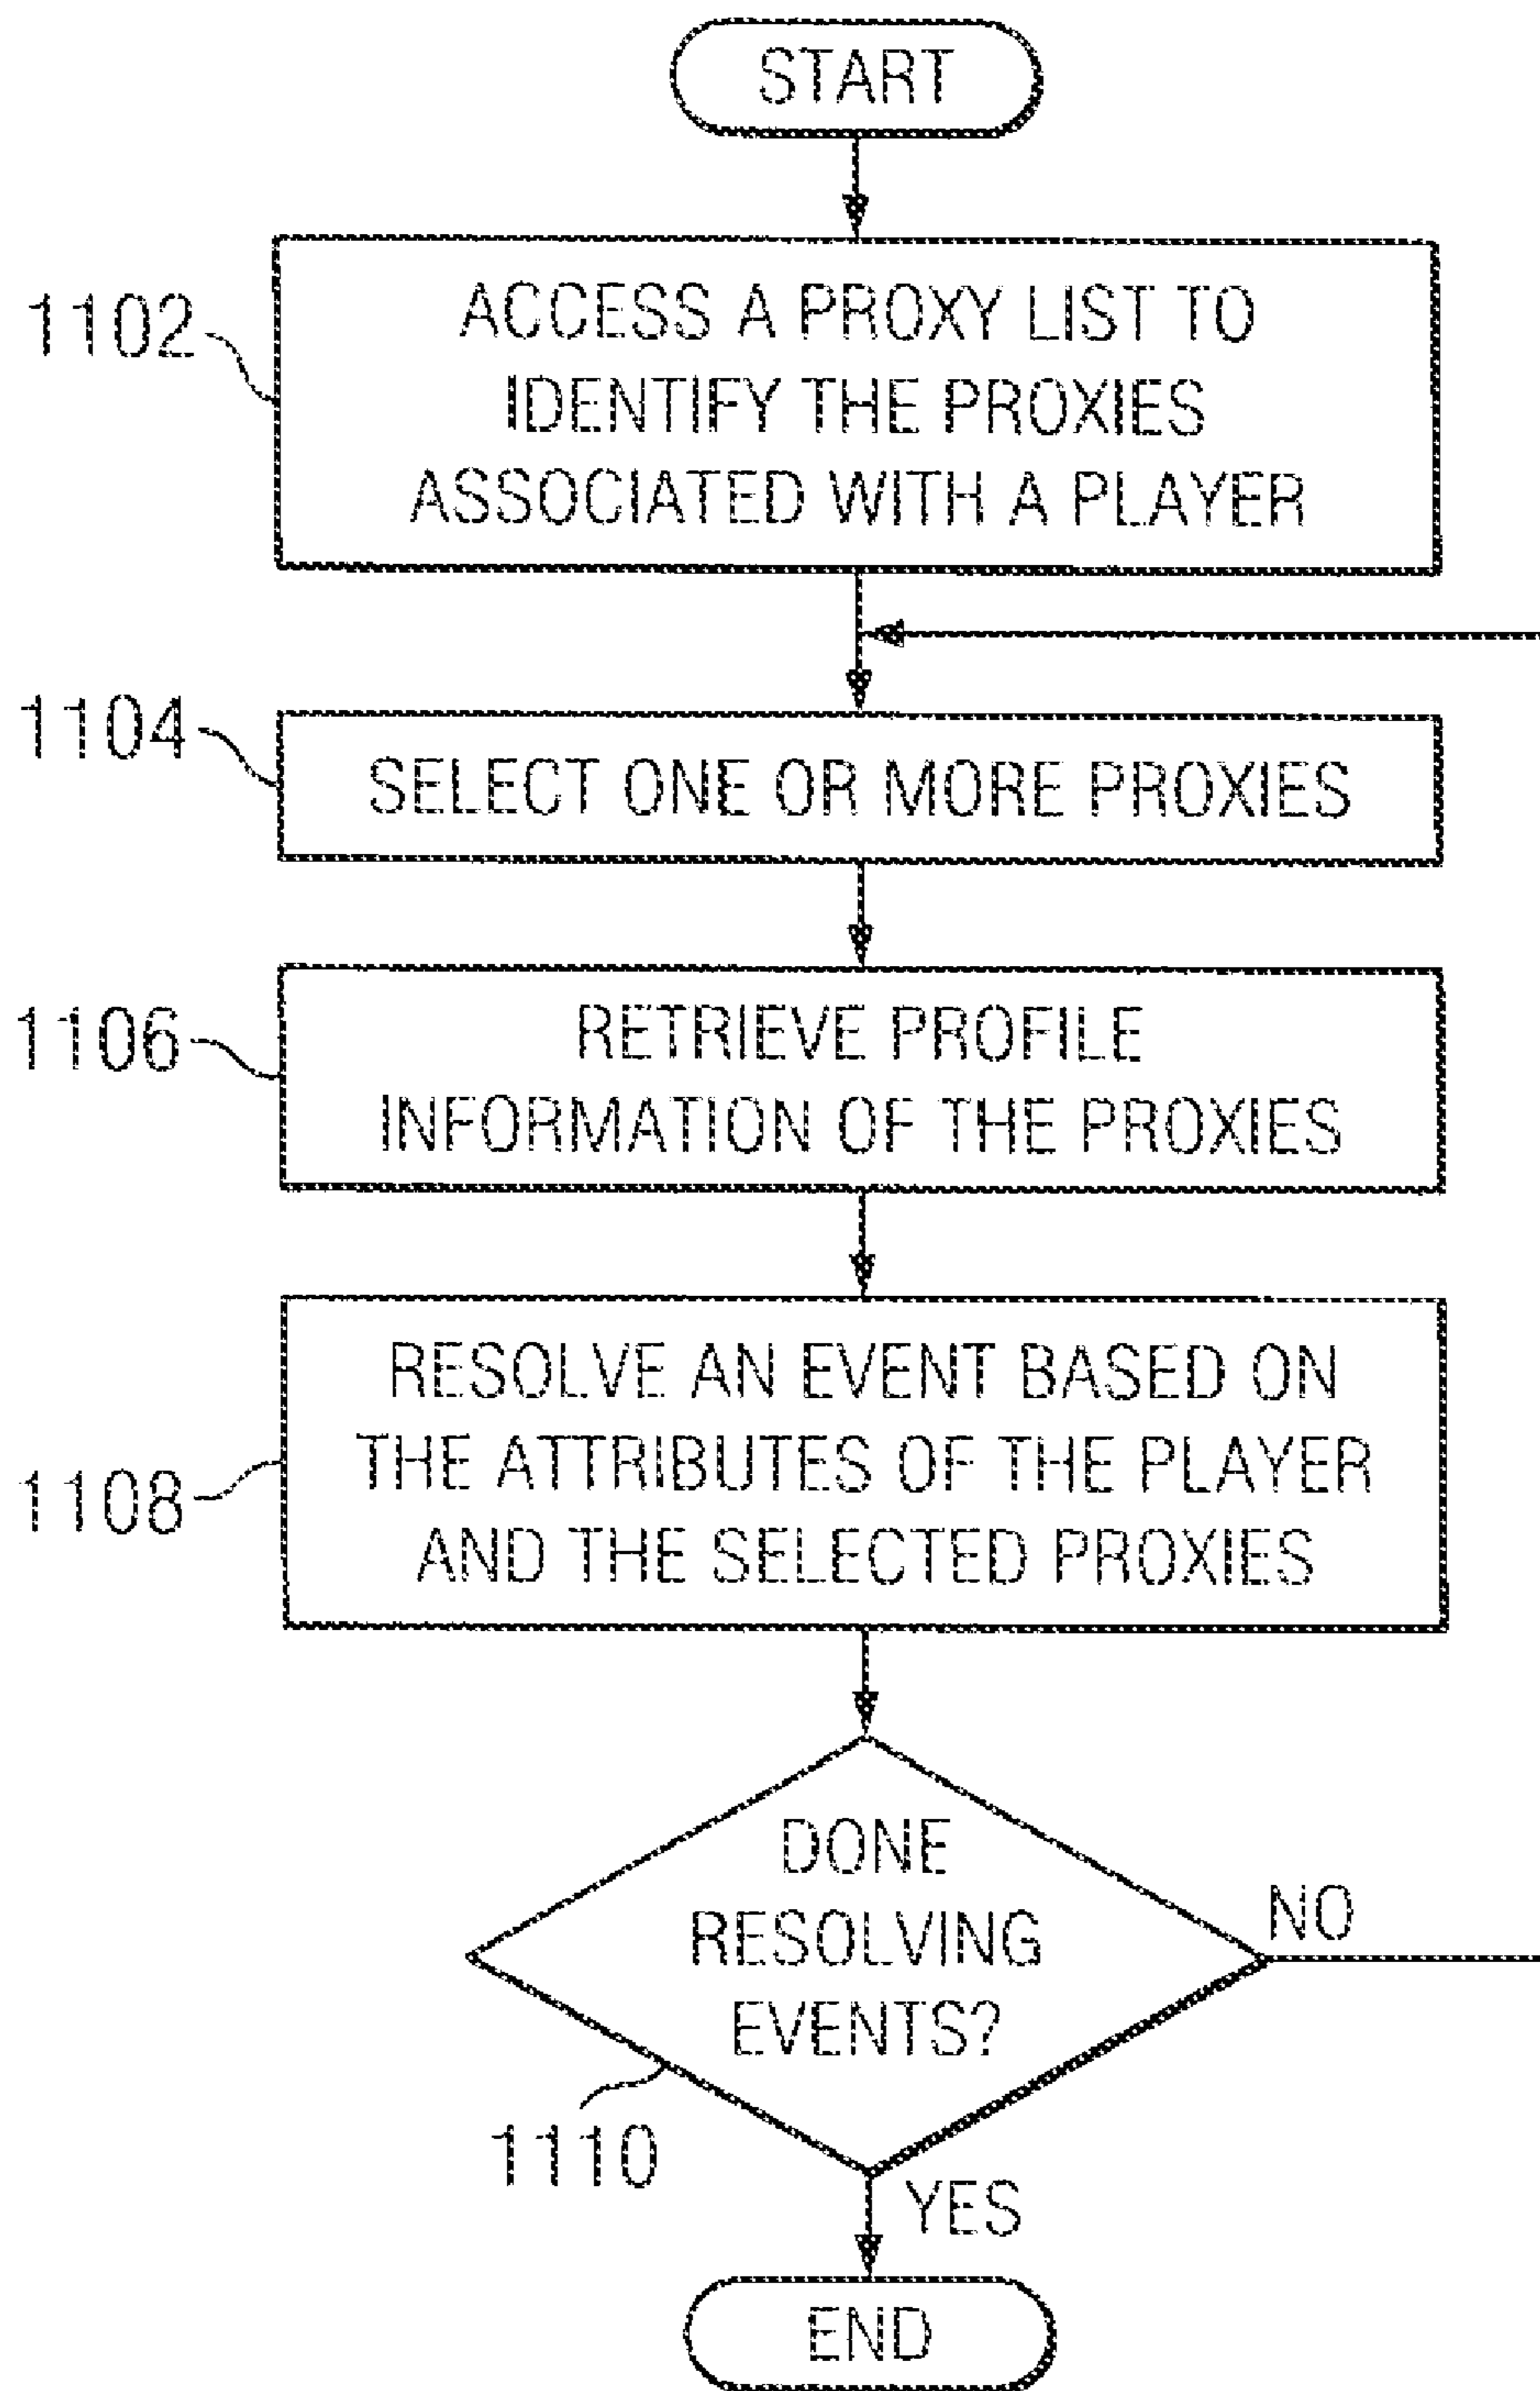 START
1102
ACCESS A PROXY LIST TO
IDENTIFY THE PROXIES
ASSOCIATED WITH A PLAYER
1104
SELECT ONE OR MORE PROXIES
1106
RETRIEVE PROFILE
INFORMATION OF THE PROXIES
1108
RESOLVE AN EVENT BASED ON
THE ATTRIBUTES OF THE PLAYER
AND THE SELECTED PROXIES
DONE
RESOLVING
EVENTS?
NO
1110
YES
END